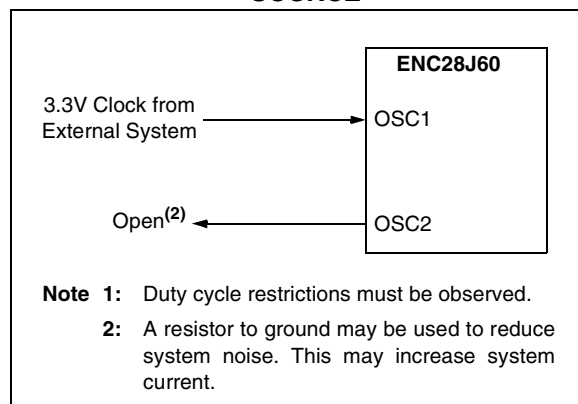 ENC28J60
3.3V Clock from
External System
OSC1
Open(2)
OSC2
Note 1: Duty cycle restrictions must be observed.
2: A resistor to ground may be used to reduce
system noise. This may increase system
current.